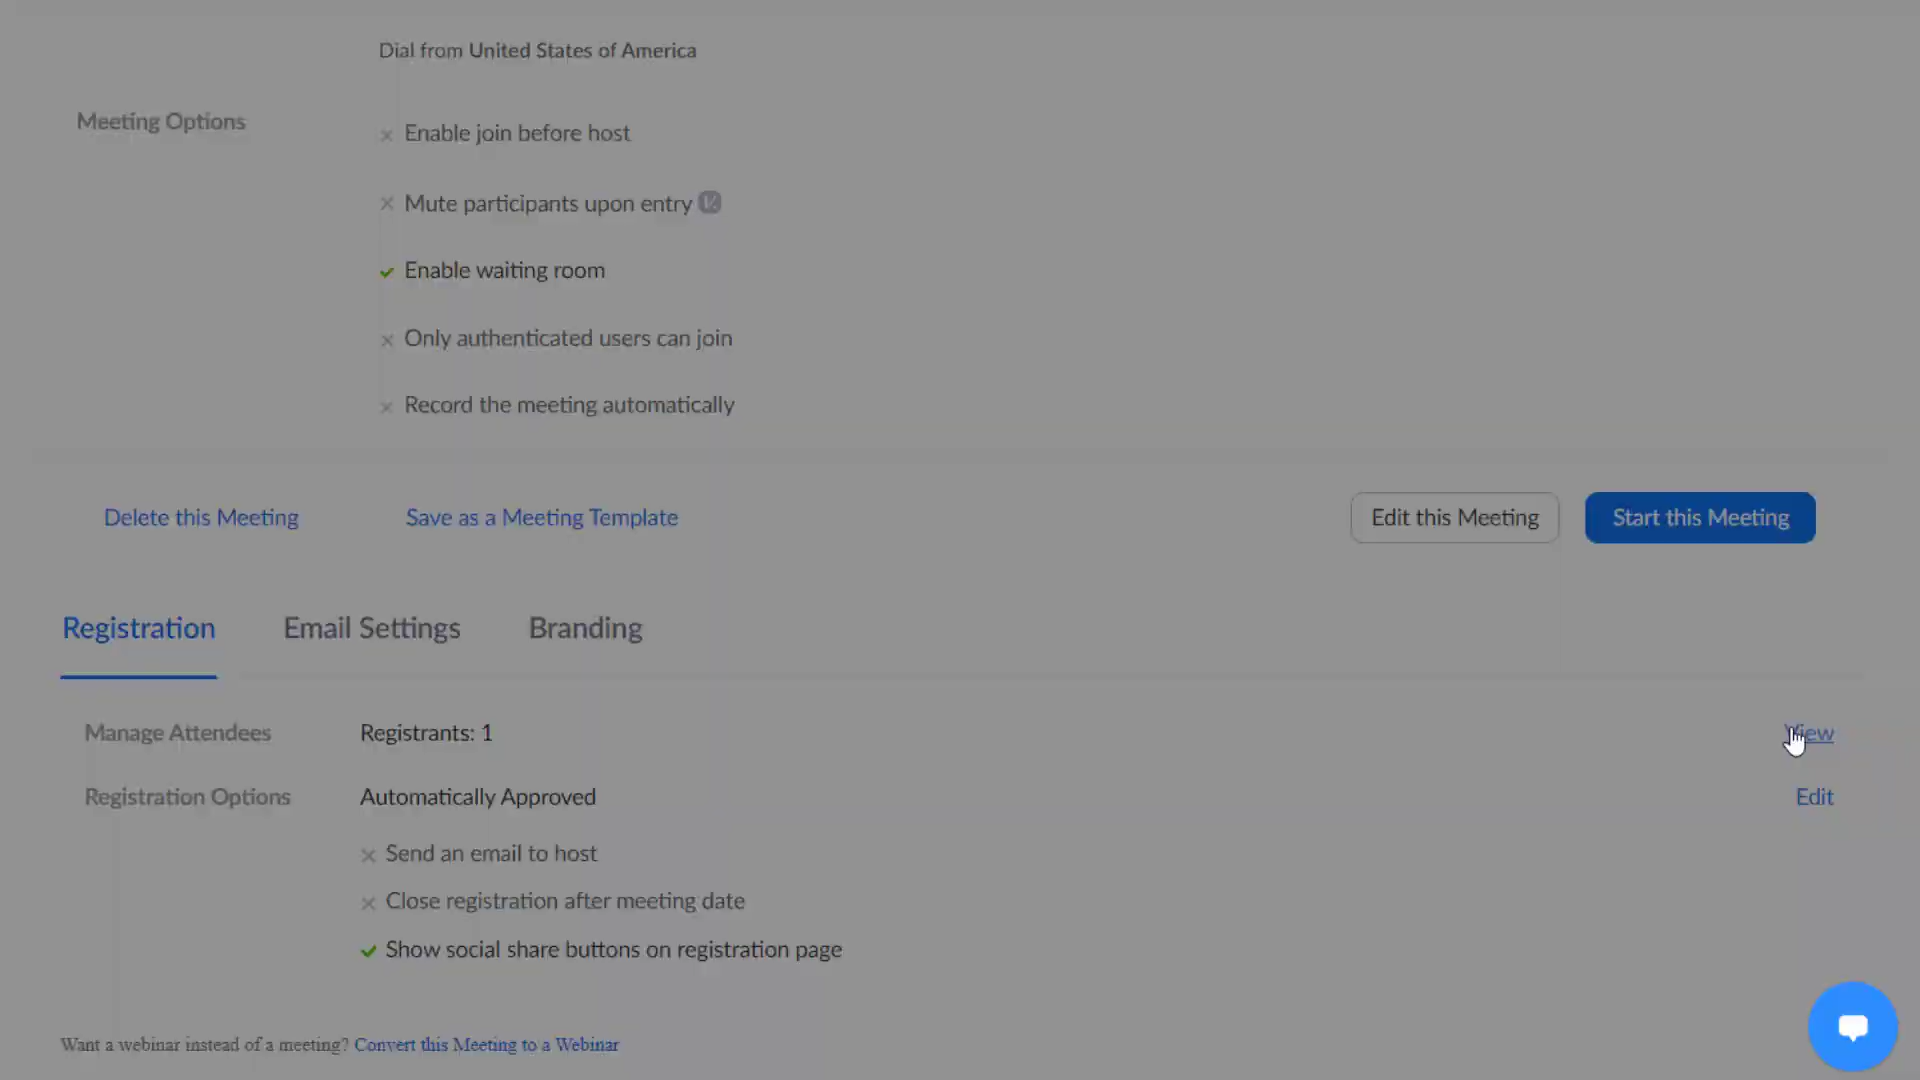 Dial from United States of America
Meeting Options
Enable join before host
Mute participants upon entry
Enable waiting room
Only authenticated users can join
Record the meeting automatically
Delete this Meeting Save as a Meeting Template Edit this Meeting Start this Meeting
Registration Email Settings Branding
Manage Attendees Registrants: 1 View
Registration Options Automatically Approved Edit
Send an email to host
Close registration after meeting date
Show social share buttons on registration page
Want a webinar instead of a meeting? Convert this Meeting to a Webinar